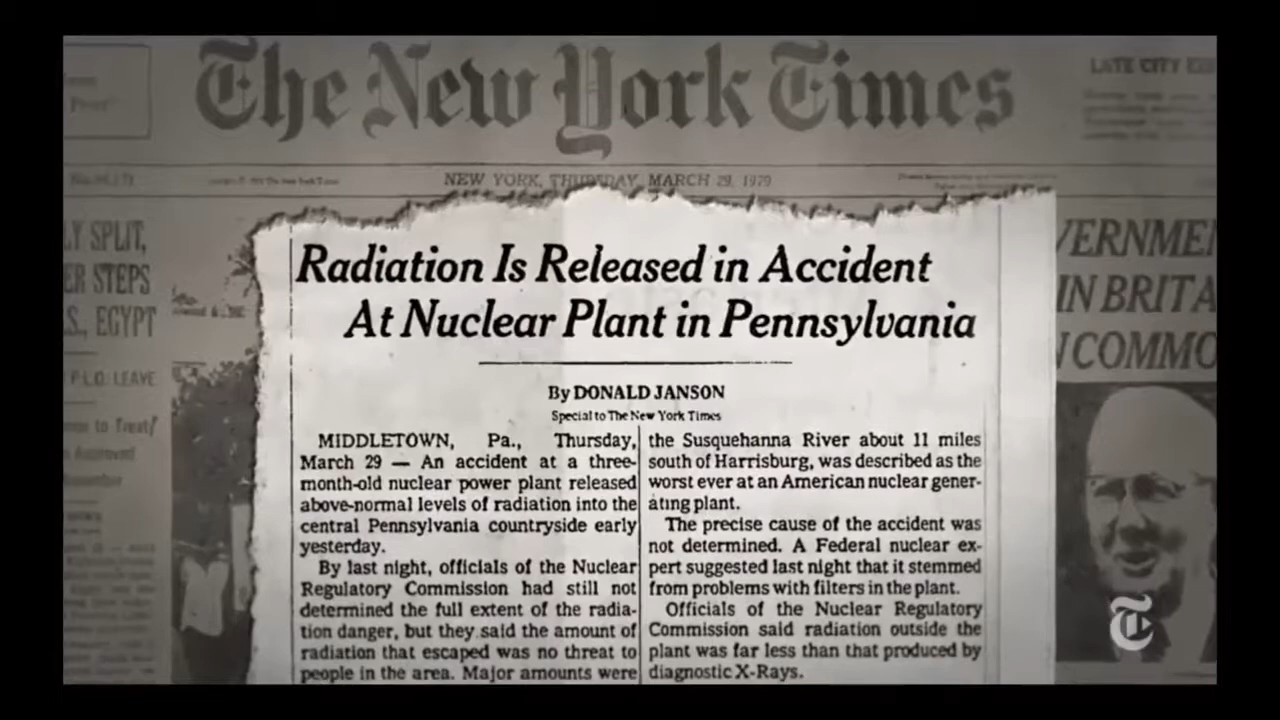 The New York Times
LATE CITY
NEW YORK, THURSDAY, MARCH 29, 1979
Y SPLIT,
ER STEPS
S., EGYPT
P.L.O. LEAVE
to Treaty
VERNME
IN BRITA
COMMO
Radiation Is Released in Accident
At Nuclear Plant in Pennsylvania
By DONALD JANSON
Special to The New York Times
MIDDLETOWN, Pa., Thursday,
March 29 — An accident at a three-
month-old nuclear power plant released
above-normal levels of radiation into the
central Pennsylvania countryside early
yesterday.
By last night, officials of the Nuclear
Regulatory Commission had still not
determined the full extent of the radia-
tion danger, but they said the amount of
radiation that escaped was no threat to
people in the area. Major amounts were
the Susquehanna River about 11 miles
south of Harrisburg, was described as the
worst ever at an American nuclear gener-
ating plant.
The precise cause of the accident was
not determined. A Federal nuclear ex-
pert suggested last night that it stemmed
from problems with filters in the plant.
Officials of the Nuclear Regulatory
Commission said radiation outside the
plant was far less than that produced by
diagnostic X-Rays.
T